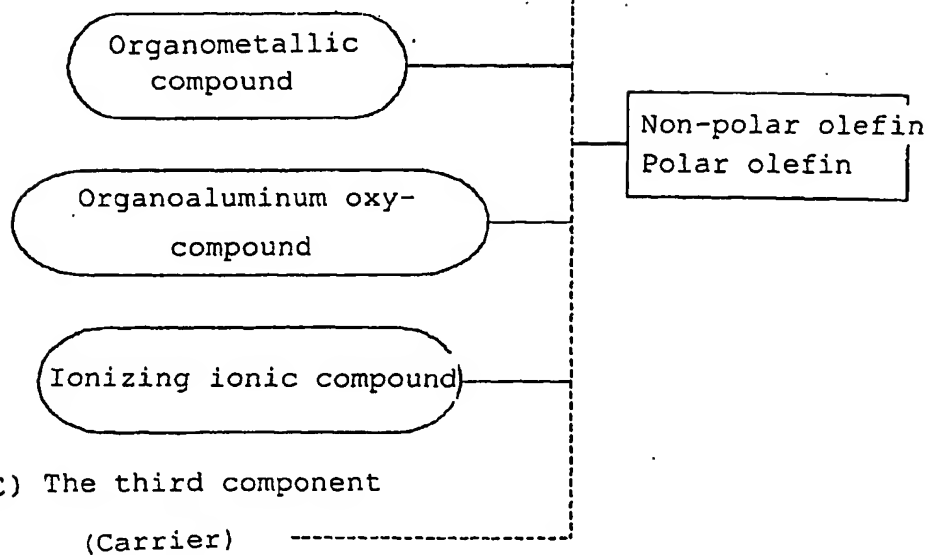 Organometallic
compound
Non-polar olefin
Polar olefin
Organoaluminum oxy-
compound
Ionizing ionic compound
C) The third component
(Carrier)